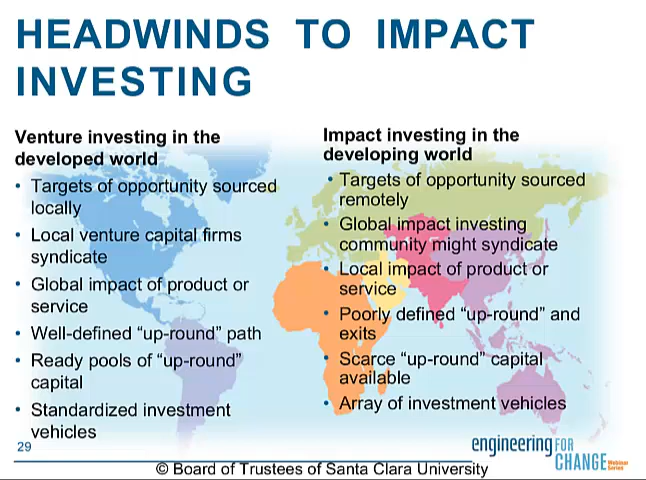 HEADWINDS TO IMPACT
INVESTING
Venture investing in the
developed world
• Targets of opportunity sourced
locally
• Local venture capital firms
syndicate
• Global impact of product or
service
• Well-defined “up-round” path
• Ready pools of “up-round”
capital
• Standardized investment
vehicles
Impact investing in the
developing world
• Targets of opportunity sourced
remotely
• Global impact investing
community might syndicate
• Local impact of product or
service
• Poorly defined “up-round” and
exits
• Scarce “up-round” capital
available
• Array of investment vehicles
29
engineering FOR
CHANGE Webinar
Series
© Board of Trustees of Santa Clara University